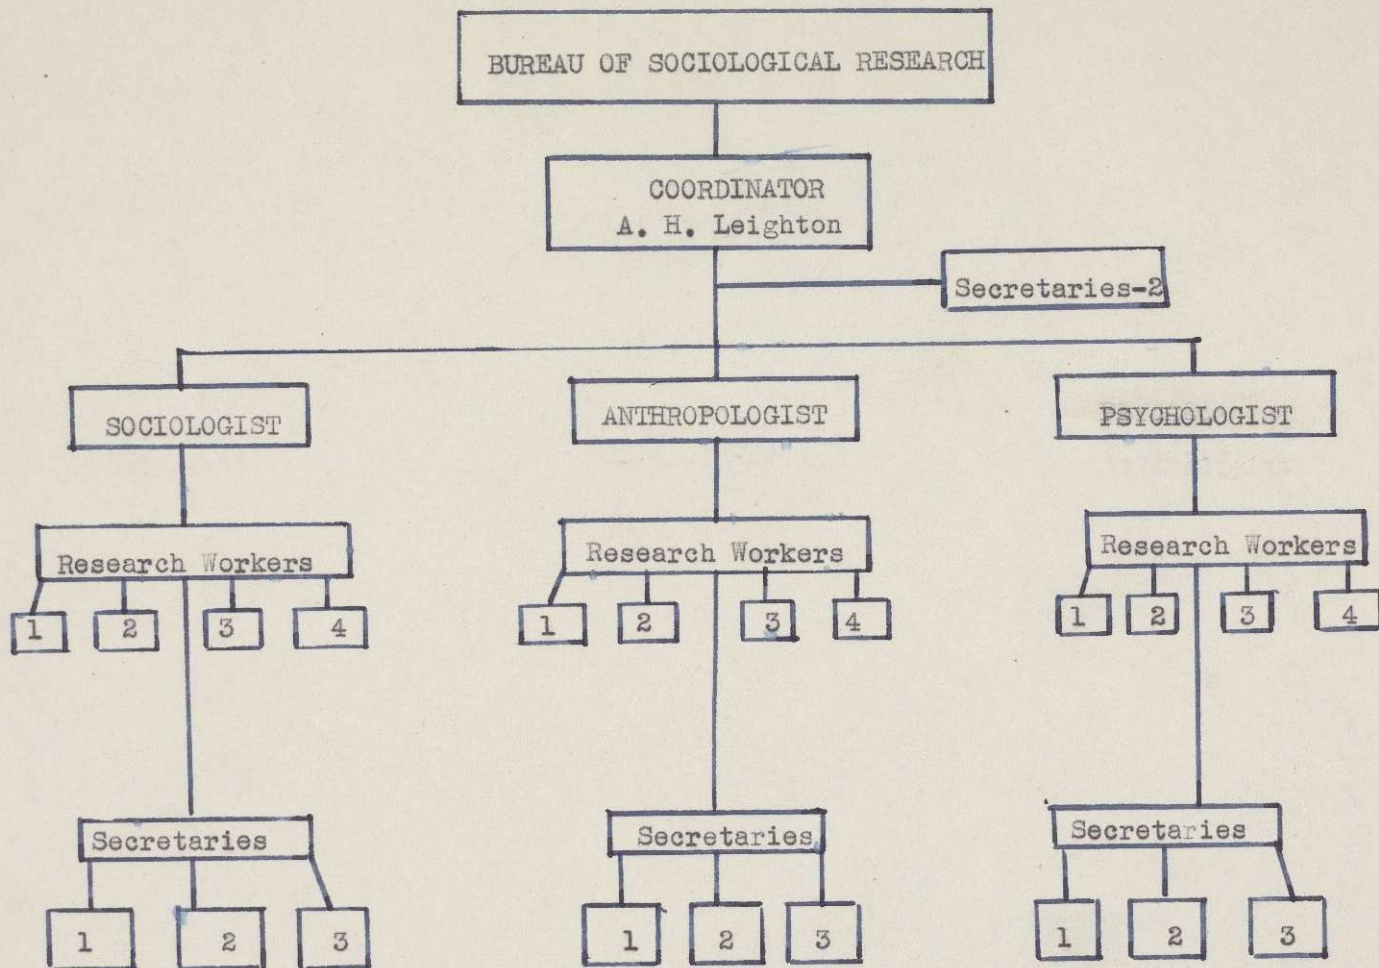 BUREAU OF SOCIOLOGICAL RESEARCH
COORDINATOR
A. H. Leighton
Secretaries-2
SOCIOLOGIST
ANTHROPOLOGIST
PSYCHOLOGIST
Research Workers
Research Workers
Research Workers
1 2 3 4
1 2 3 4
1 2 3 4
Secretaries
Secretaries
Secretaries
1 2 3
1 2 3
1 2 3